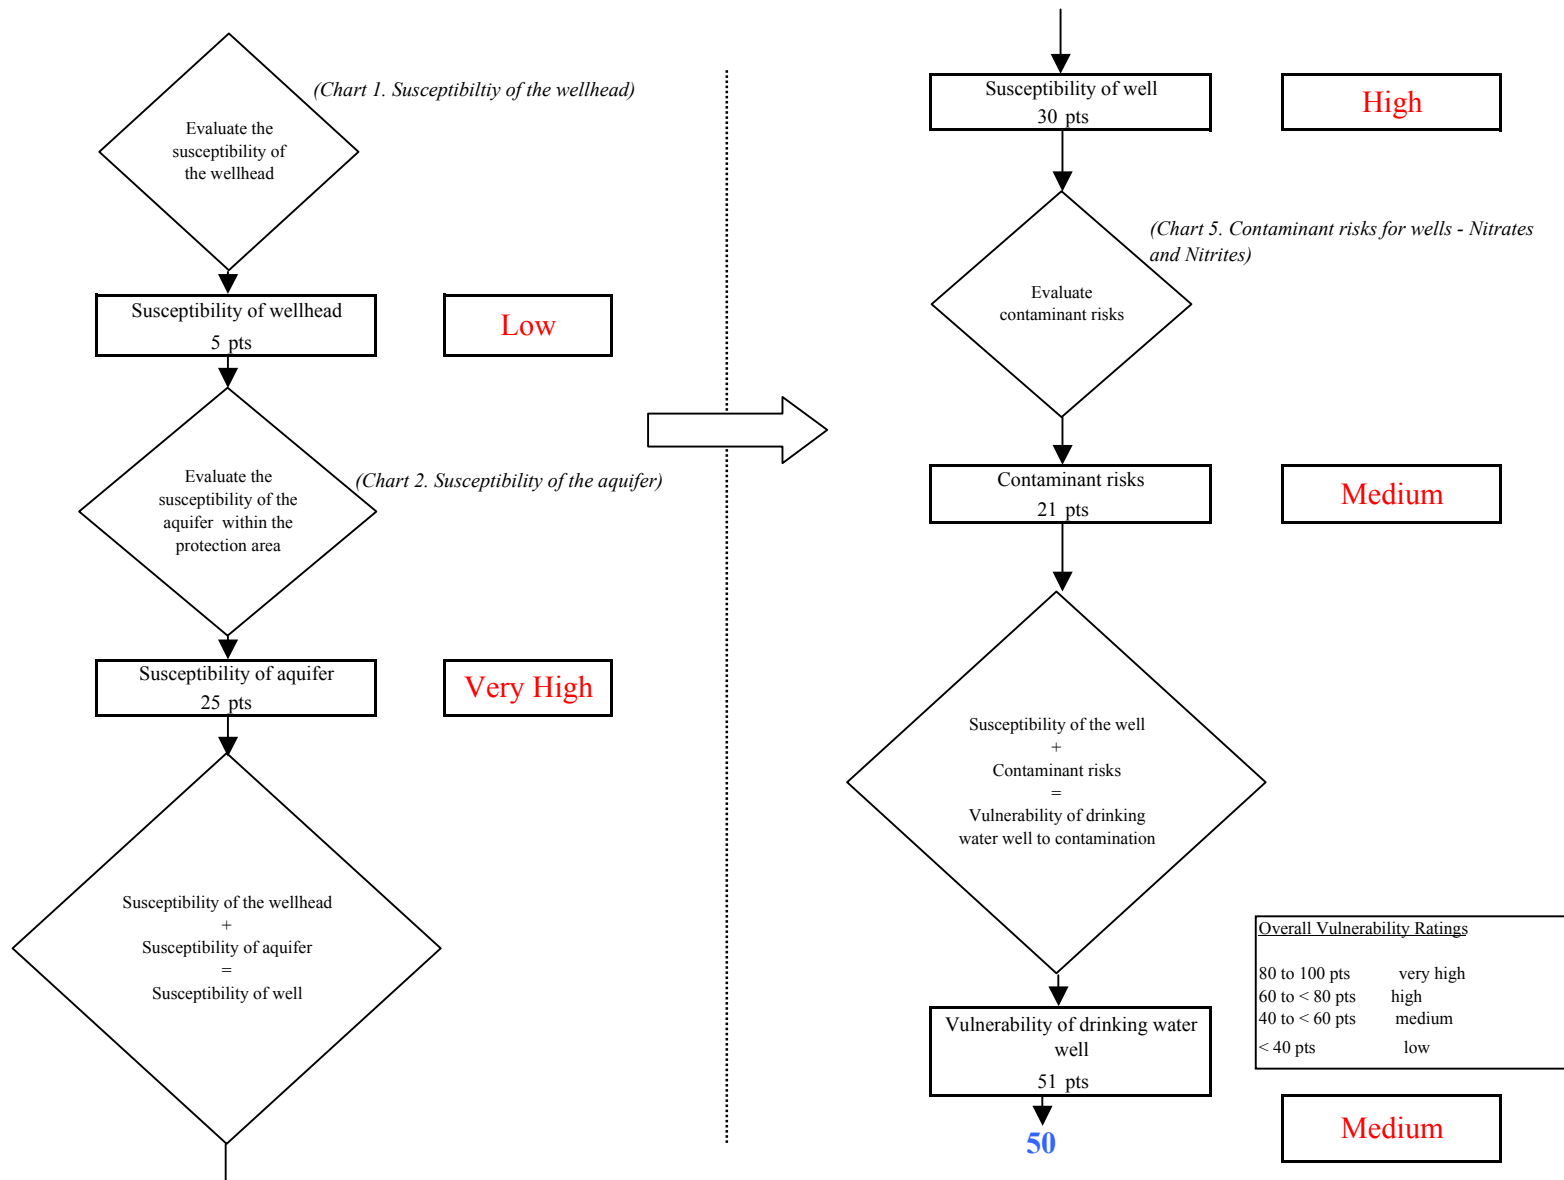 (Chart 1. Susceptibiltiy of the wellhead)
Evaluate the
susceptibility of
the wellhead
Susceptibility of wellhead
5 pts
Low
Evaluate the
susceptibility of the
aquifer within the
protection area
(Chart 2. Susceptibility of the aquifer)
Susceptibility of aquifer
25 pts
Very High
Susceptibility of the wellhead
+
Susceptibility of aquifer
=
Susceptibility of well
Susceptibility of well
30 pts
High
(Chart 5. Contaminant risks for wells - Nitrates
and Nitrites)
Evaluate
contaminant risks
Contaminant risks
21 pts
Medium
Susceptibility of the well
+
Contaminant risks
=
Vulnerability of drinking
water well to contamination
Overall Vulnerability Ratings
80 to 100 pts very high
60 to < 80 pts high
40 to < 60 pts medium
< 40 pts low
Vulnerability of drinking water
well
51 pts
50
Medium